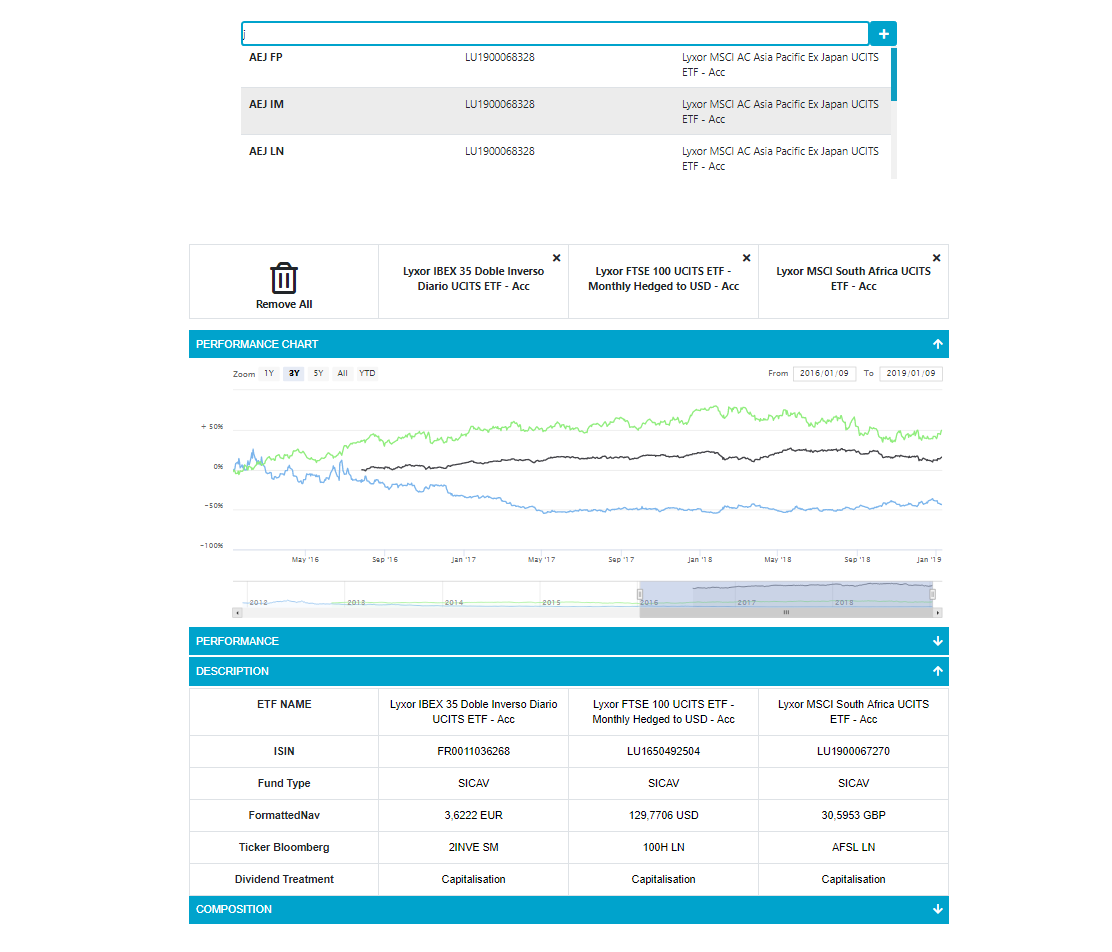 j
+
AEJ FP LU1900068328 Lyxor MSCI AC Asia Pacific Ex Japan UCITS
ETF - Acc
AEJ IM LU1900068328 Lyxor MSCI AC Asia Pacific Ex Japan UCITS
ETF - Acc
AEJ LN LU1900068328 Lyxor MSCI AC Asia Pacific Ex Japan UCITS
ETF - Acc
Remove All
Lyxor IBEX 35 Doble Inverso
Diario UCITS ETF - Acc
Lyxor FTSE 100 UCITS ETF -
Monthly Hedged to USD - Acc
Lyxor MSCI South Africa UCITS
ETF - Acc
PERFORMANCE CHART
Zoom 1Y 3Y 5Y All YTD From 2016/01/09 To 2019/01/09
+ 50%
0%
-50%
-100%
May '16 Sep '16 Jan '17 May '17 Sep '17 Jan '18 May '18 Sep '18 Jan '19
2012 2013 2014 2015 2016 2017 2018
PERFORMANCE
DESCRIPTION
ETF NAME
Lyxor IBEX 35 Doble Inverso Diario
UCITS ETF - Acc
Lyxor FTSE 100 UCITS ETF -
Monthly Hedged to USD - Acc
Lyxor MSCI South Africa UCITS
ETF - Acc
ISIN FR0011036268 LU1650492504 LU1900067270
Fund Type SICAV SICAV SICAV
FormattedNav 3,6222 EUR 129,7706 USD 30,5953 GBP
Ticker Bloomberg 2INVE SM 100H LN AFSL LN
Dividend Treatment Capitalisation Capitalisation Capitalisation
COMPOSITION